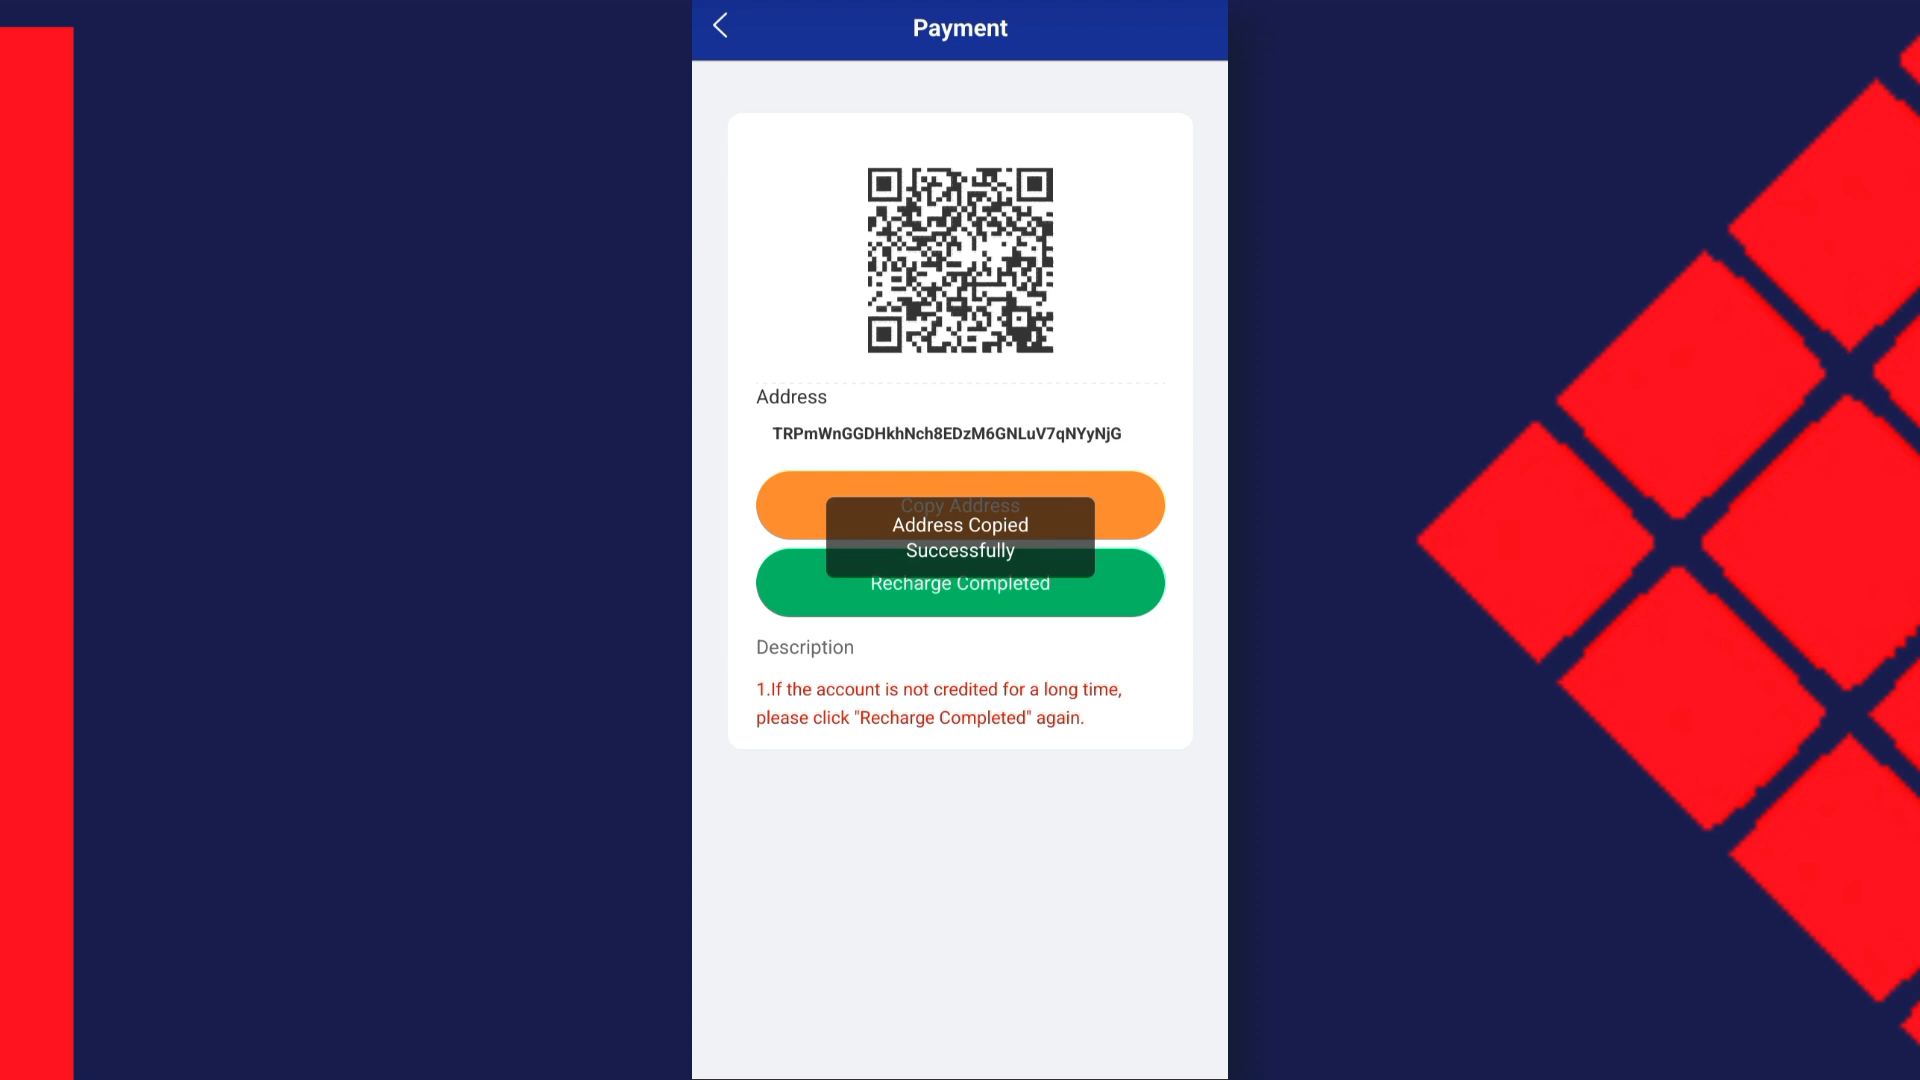 Payment
Address
TRPmWnGGDHkhNch8EDzM6GNLuV7qNYyNjG
Copy Address
Address Copied
Successfully
Recharge Completed
Description
1.If the account is not credited for a long time,
please click "Recharge Completed" again.